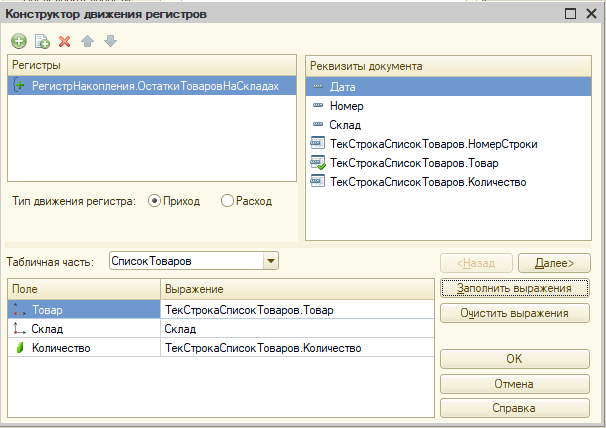 Конструктор движения регистров
Регистры
РегистрНакопления.ОстаткиТоваровНаСкладах
Реквизиты документа
Дата
Номер
Склад
ТекСтрокаСписокТоваров.НомерСтроки
ТекСтрокаСписокТоваров.Товар
ТекСтрокаСписокТоваров.Количество
Тип движения регистра: Приход Расход
Табличная часть: СписокТоваров
<Назад Далее>
Заполнить выражения
Очистить выражения
Поле Выражение
Товар ТекСтрокаСписокТоваров.Товар
Склад Склад
Количество ТекСтрокаСписокТоваров.Количество
OK
Отмена
Справка